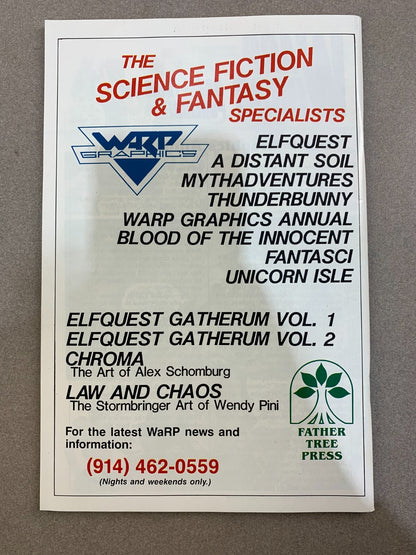 THE
SCIENCE FICTION
& FANTASY
SPECIALISTS
WARP
GRAPHICS
ELFQUEST
A DISTANT SOIL
MYTHADVENTURES
THUNDERBUNNY
WARP GRAPHICS ANNUAL
BLOOD OF THE INNOCENT
FANTASCI
UNICORN ISLE
ELFQUEST GATHERUM VOL. 1
ELFQUEST GATHERUM VOL. 2
CHROMA
The Art of Alex Schomburg
LAW AND CHAOS
The Stormbringer Art of Wendy Pini
For the latest WaRP news and
information:
(914) 462-0559
(Nights and weekends only.)
FATHER
TREE
PRESS